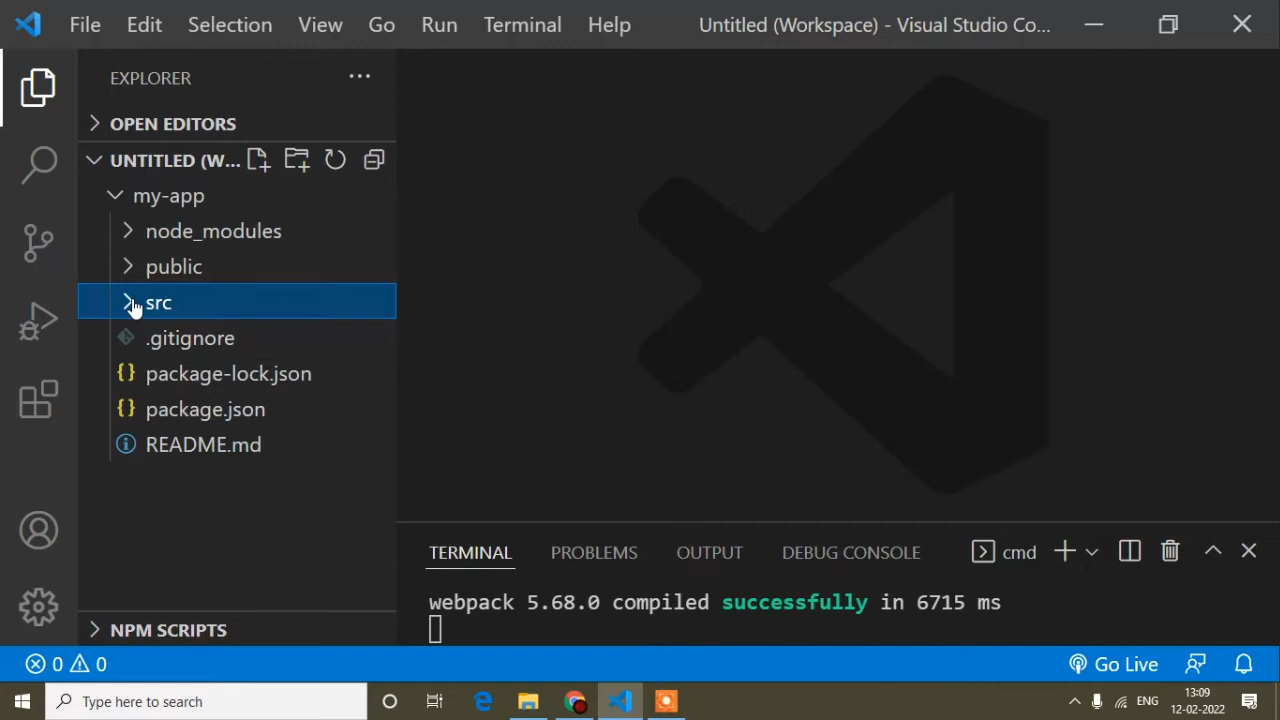 File Edit Selection View Go Run Terminal Help Untitled (Workspace) - Visual Studio Co...
EXPLORER
OPEN EDITORS
UNTITLED (W...
my-app
node_modules
public
src
.gitignore
{} package-lock.json
{} package.json
README.md
TERMINAL PROBLEMS OUTPUT DEBUG CONSOLE cmd
webpack 5.68.0 compiled successfully in 6715 ms
NPM SCRIPTS
0 0 Go Live
Type here to search
ENG
13:09
12-02-2022